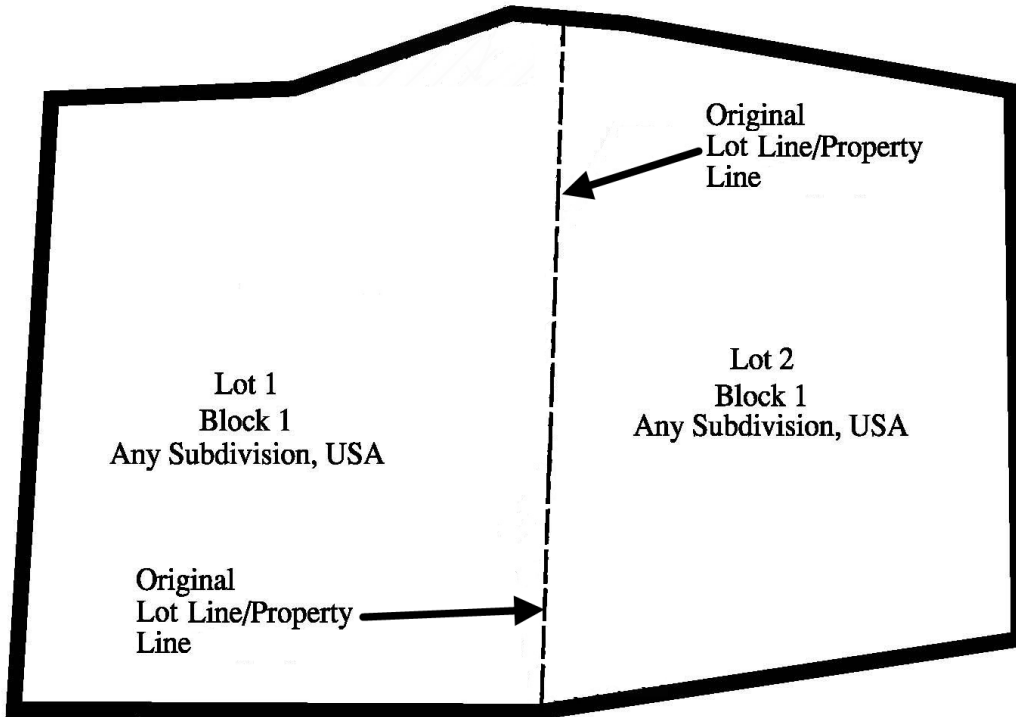 Original
Lot Line/Property
Line
Lot 1
Block 1
Any Subdivision, USA
Lot 2
Block 1
Any Subdivision, USA
Original
Lot Line/Property
Line